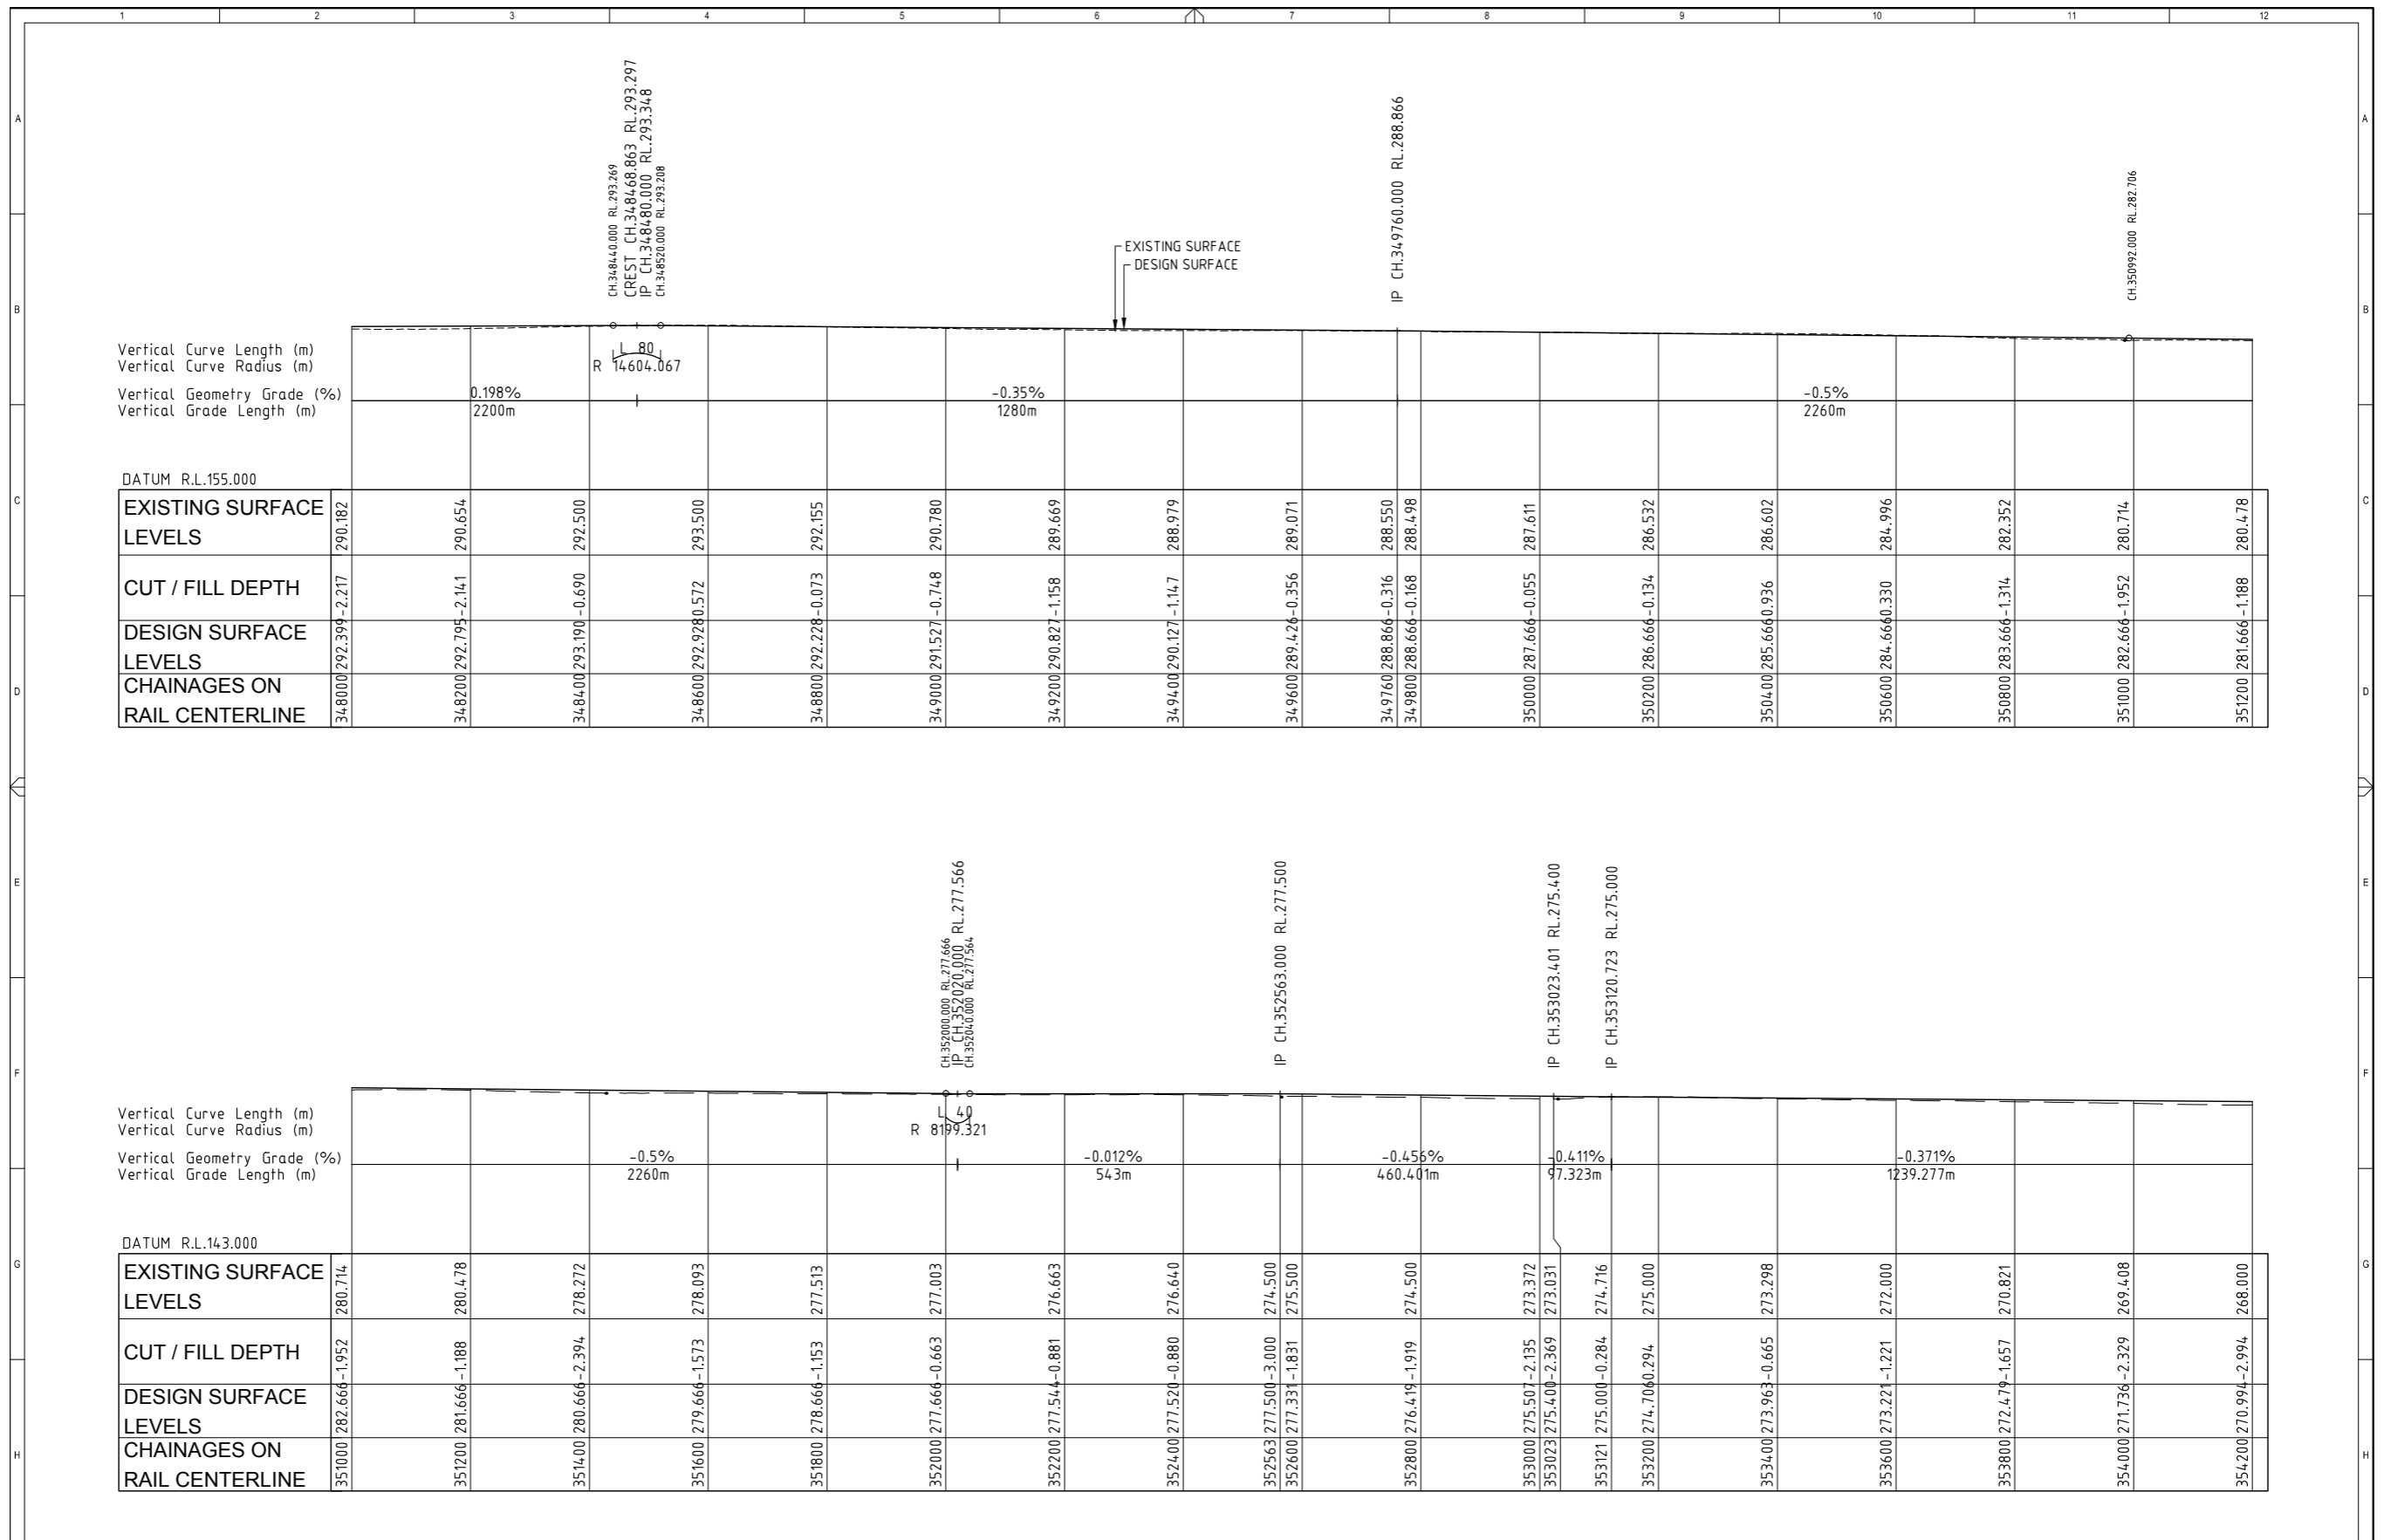 1 2 3 4 5 6 7 8 9 10 11 12
A A
CH.348440.000 RL.293.269
CREST CH.348468.863 RL.293.297
IP CH.348480.000 RL.293.348
CH.348520.000 RL.293.208
IP CH.349760.000 RL.288.866
CH.350992.000 RL.282.706
EXISTING SURFACE
DESIGN SURFACE
B B
Vertical Curve Length (m) L 80
Vertical Curve Radius (m) R 14604.067
Vertical Geometry Grade (%) 0.198% -0.35% -0.5%
Vertical Grade Length (m) 2200m 1280m 2260m
DATUM R.L.155.000
C C
EXISTING SURFACE
LEVELS
290.182 290.654 292.500 293.500 292.155 290.780 289.669 288.979 289.071 288.550 288.498 287.611 286.532 286.602 284.996 282.352 280.714 280.478
CUT / FILL DEPTH
-2.217 -2.141 -0.690 0.572 -0.073 -0.748 -1.158 -1.147 -0.356 -0.316 -0.168 -0.055 -0.134 0.936 0.330 -1.314 -1.952 -1.188
DESIGN SURFACE
LEVELS
292.399 292.795 293.190 292.928 292.228 291.527 290.827 290.127 289.426 288.866 288.666 287.666 286.666 285.666 284.666 283.666 282.666 281.666
D D
CHAINAGES ON
RAIL CENTERLINE
348000 348200 348400 348600 348800 349000 349200 349400 349600 349760 349800 350000 350200 350400 350600 350800 351000 351200
E E
CH.352000.000 RL.277.666
IP CH.352020.000 RL.277.566
CH.352040.000 RL.277.564
IP CH.352563.000 RL.277.500
IP CH.353023.401 RL.275.400
IP CH.353120.723 RL.275.000
F F
Vertical Curve Length (m) L 40
Vertical Curve Radius (m) R 8199.321
Vertical Geometry Grade (%) -0.5% -0.012% -0.456% -0.411% -0.371%
Vertical Grade Length (m) 2260m 543m 460.401m 97.323m 1239.277m
DATUM R.L.143.000
G G
EXISTING SURFACE
LEVELS
280.714 280.478 278.272 278.093 277.513 277.003 276.663 276.640 274.500 275.500 274.500 273.372 273.031 274.716 275.000 273.298 272.000 270.821 269.408 268.000
CUT / FILL DEPTH
-1.952 -1.188 -2.394 -1.573 -1.153 -0.663 -0.881 -0.880 -3.000 -1.831 -1.919 -2.135 -2.369 -0.284 0.294 -0.665 -1.221 -1.657 -2.329 -2.994
DESIGN SURFACE
LEVELS
282.666 281.666 280.666 279.666 278.666 277.666 277.544 277.520 277.500 277.331 276.419 275.507 275.400 275.000 274.706 273.963 273.221 272.479 271.736 270.994
H H
CHAINAGES ON
RAIL CENTERLINE
351000 351200 351400 351600 351800 352000 352200 352400 352563 352600 352800 353000 353023 353121 353200 353400 353600 353800 354000 354200